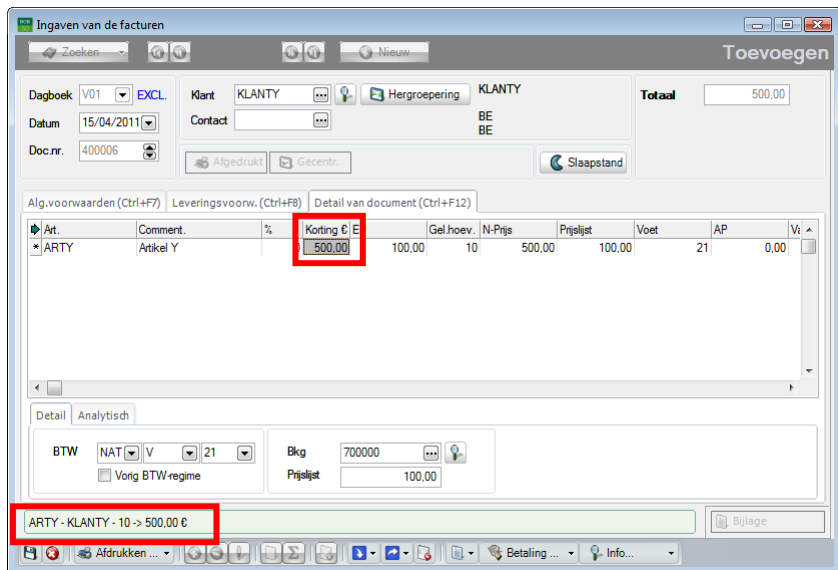 Ingaven van de facturen
Zoeken
Nieuw
Toevoegen
Dagboek V01 EXCL.
Klant KLANTY Hergroepering KLANTY
Totaal 500,00
Datum 15/04/2011
Contact
BE
BE
Doc.nr. 400006
Afgedrukt Gecentr. Slaapstand
Alg.voorwaarden (Ctrl+F7) Leveringsvoorw. (Ctrl+F8) Detail van document (Ctrl+F12)
Art. Comment. % Korting € Gel.hoev. N-Prijs Prijslijst Voet AP
* ARTY Artikel Y 500,00 100,00 10 500,00 100,00 21 0,00
Detail Analytisch
BTW NAT V 21
Bkg 700000
Vorig BTW-regime
Prijslijst 100,00
ARTY - KLANTY - 10 -> 500,00 €
Bijlage
Afdrukken ... Betaling ... Info...